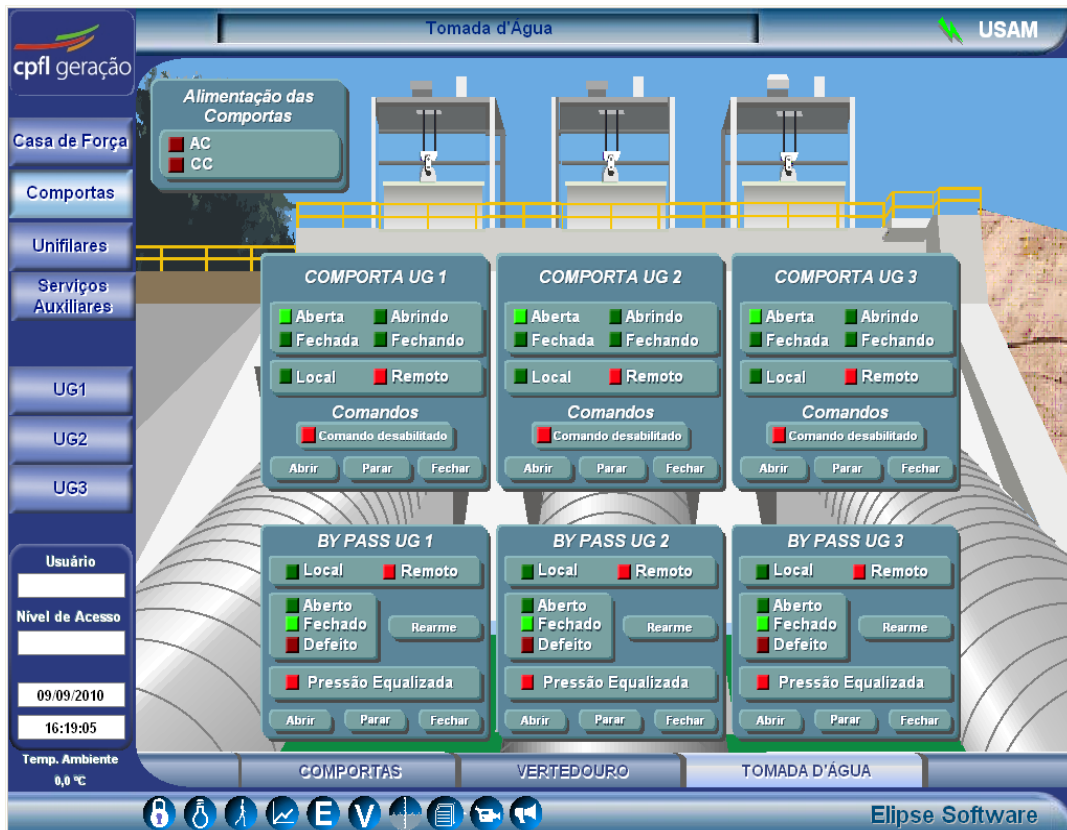 Tomada d'Água
USAM
cpfl geração
Casa de Força
Comportas
Unifilares
Serviços
Auxiliares
UG1
UG2
UG3
Usuário
Nível de Acesso
09/09/2010
16:19:05
Temp. Ambiente
0,0 ºC
Alimentação das
Comportas
AC
CC
COMPORTA UG 1
Aberta Abrindo
Fechada Fechando
Local Remoto
Comandos
Comando desabilitado
Abrir Parar Fechar
COMPORTA UG 2
Aberta Abrindo
Fechada Fechando
Local Remoto
Comandos
Comando desabilitado
Abrir Parar Fechar
COMPORTA UG 3
Aberta Abrindo
Fechada Fechando
Local Remoto
Comandos
Comando desabilitado
Abrir Parar Fechar
BY PASS UG 1
Local Remoto
Aberto
Fechado
Defeito
Rearme
Pressão Equalizada
Abrir Parar Fechar
BY PASS UG 2
Local Remoto
Aberto
Fechado
Defeito
Rearme
Pressão Equalizada
Abrir Parar Fechar
BY PASS UG 3
Local Remoto
Aberto
Fechado
Defeito
Rearme
Pressão Equalizada
Abrir Parar Fechar
COMPORTAS VERTEDOURO TOMADA D'ÁGUA
E V
Elipse Software